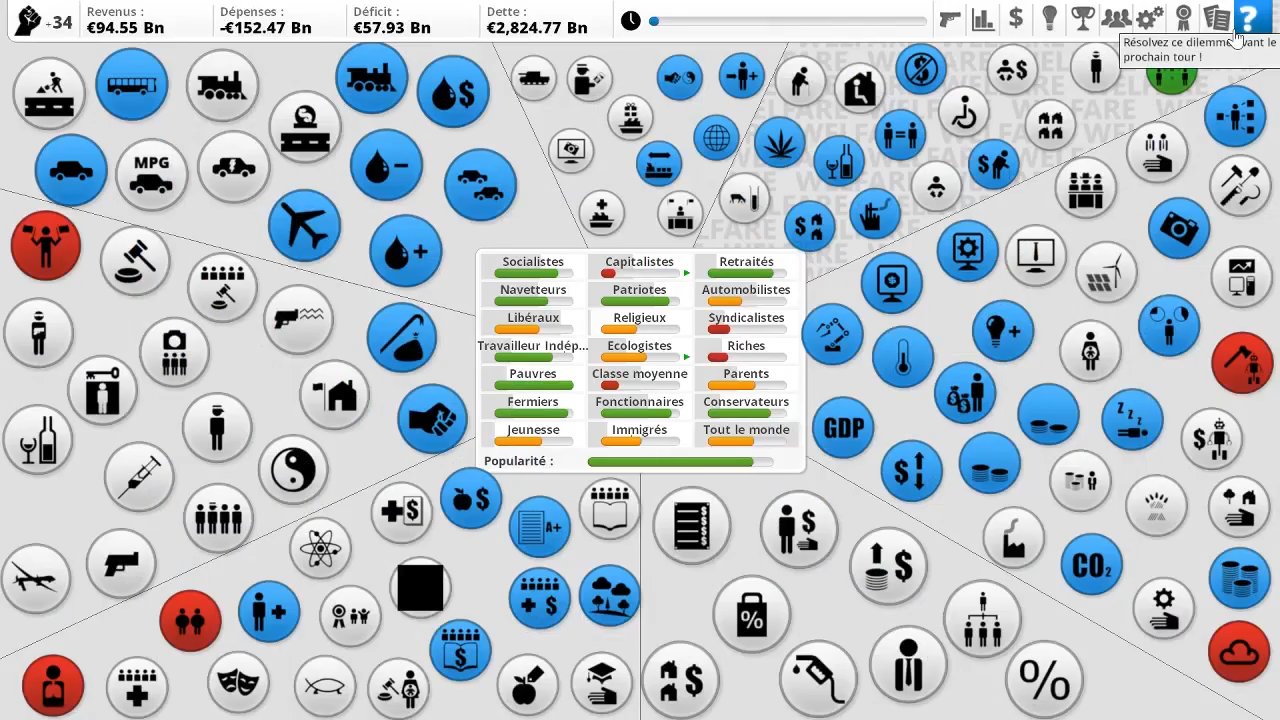 +34
Revenus :
€94.55 Bn
Dépenses :
-€152.47 Bn
Déficit :
€57.93 Bn
Dette :
€2,824.77 Bn
?
Résolvez ce dilemme avant le
prochain tour !
WELFARE WELFARE WELFARE
MPG
Socialistes
Capitalistes
Retraités
Navetteurs
Patriotes
Automobilistes
Libéraux
Religieux
Syndicalistes
Travailleur Indép...
Ecologistes
Riches
Pauvres
Classe moyenne
Parents
Fermiers
Fonctionnaires
Conservateurs
Jeunesse
Immigrés
Tout le monde
Popularité :
GDP
A+
CO₂
%
%